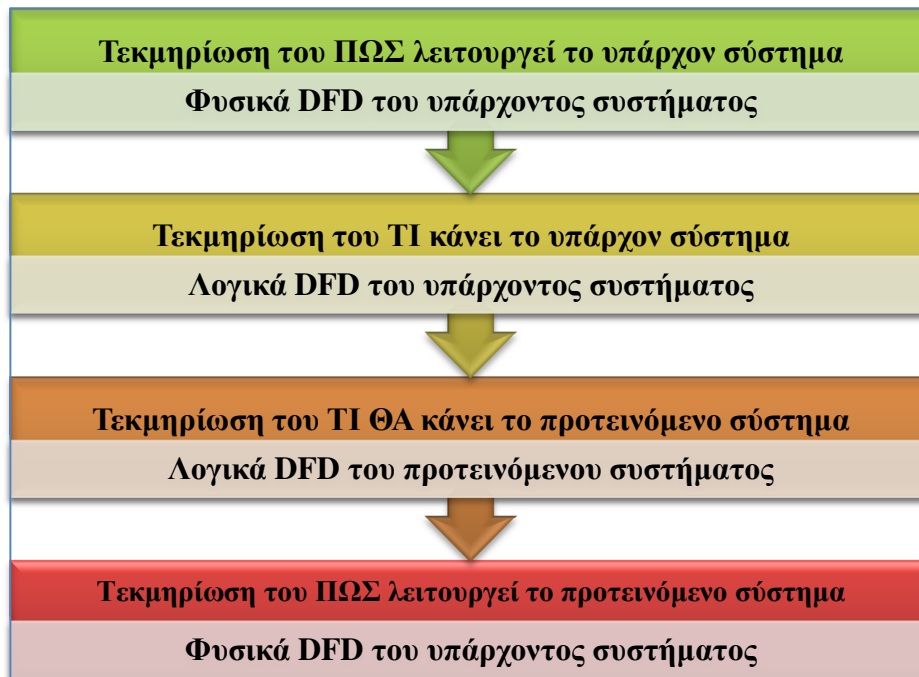 Τεκμηρίωση του ΠΩΣ λειτουργεί το υπάρχον σύστημα
Φυσικά DFD του υπάρχοντος συστήματος
Τεκμηρίωση του ΤΙ κάνει το υπάρχον σύστημα
Λογικά DFD του υπάρχοντος συστήματος
Τεκμηρίωση του ΤΙ ΘΑ κάνει το προτεινόμενο σύστημα
Λογικά DFD του προτεινόμενου συστήματος
Τεκμηρίωση του ΠΩΣ λειτουργεί το προτεινόμενο σύστημα
Φυσικά DFD του υπάρχοντος συστήματος